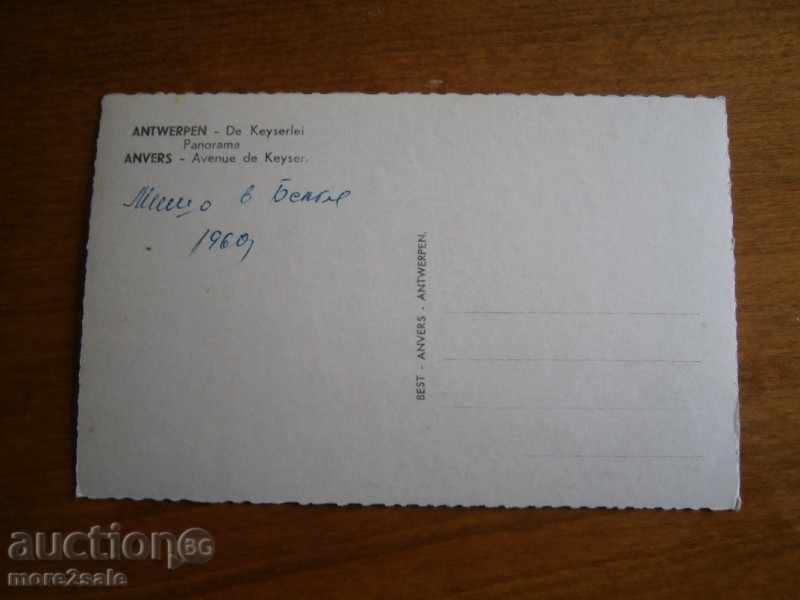 ANTWERPEN - De Keyserlei
Panorama
ANVERS - Avenue de Keyser.
в
1960
BEST - ANVERS - ANTWERPEN.
auction BG
more2sale